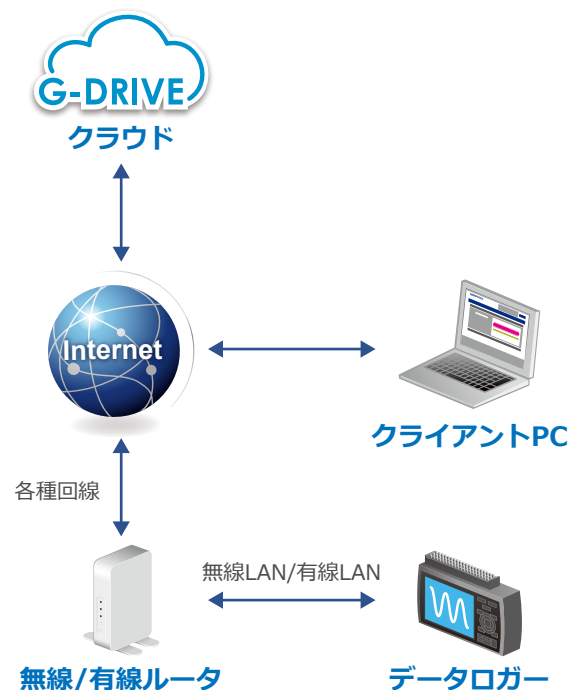 G-DRIVE
クラウド
Internet
クライアントPC
各種回線
無線LAN/有線LAN
無線/有線ルータ
データロガー